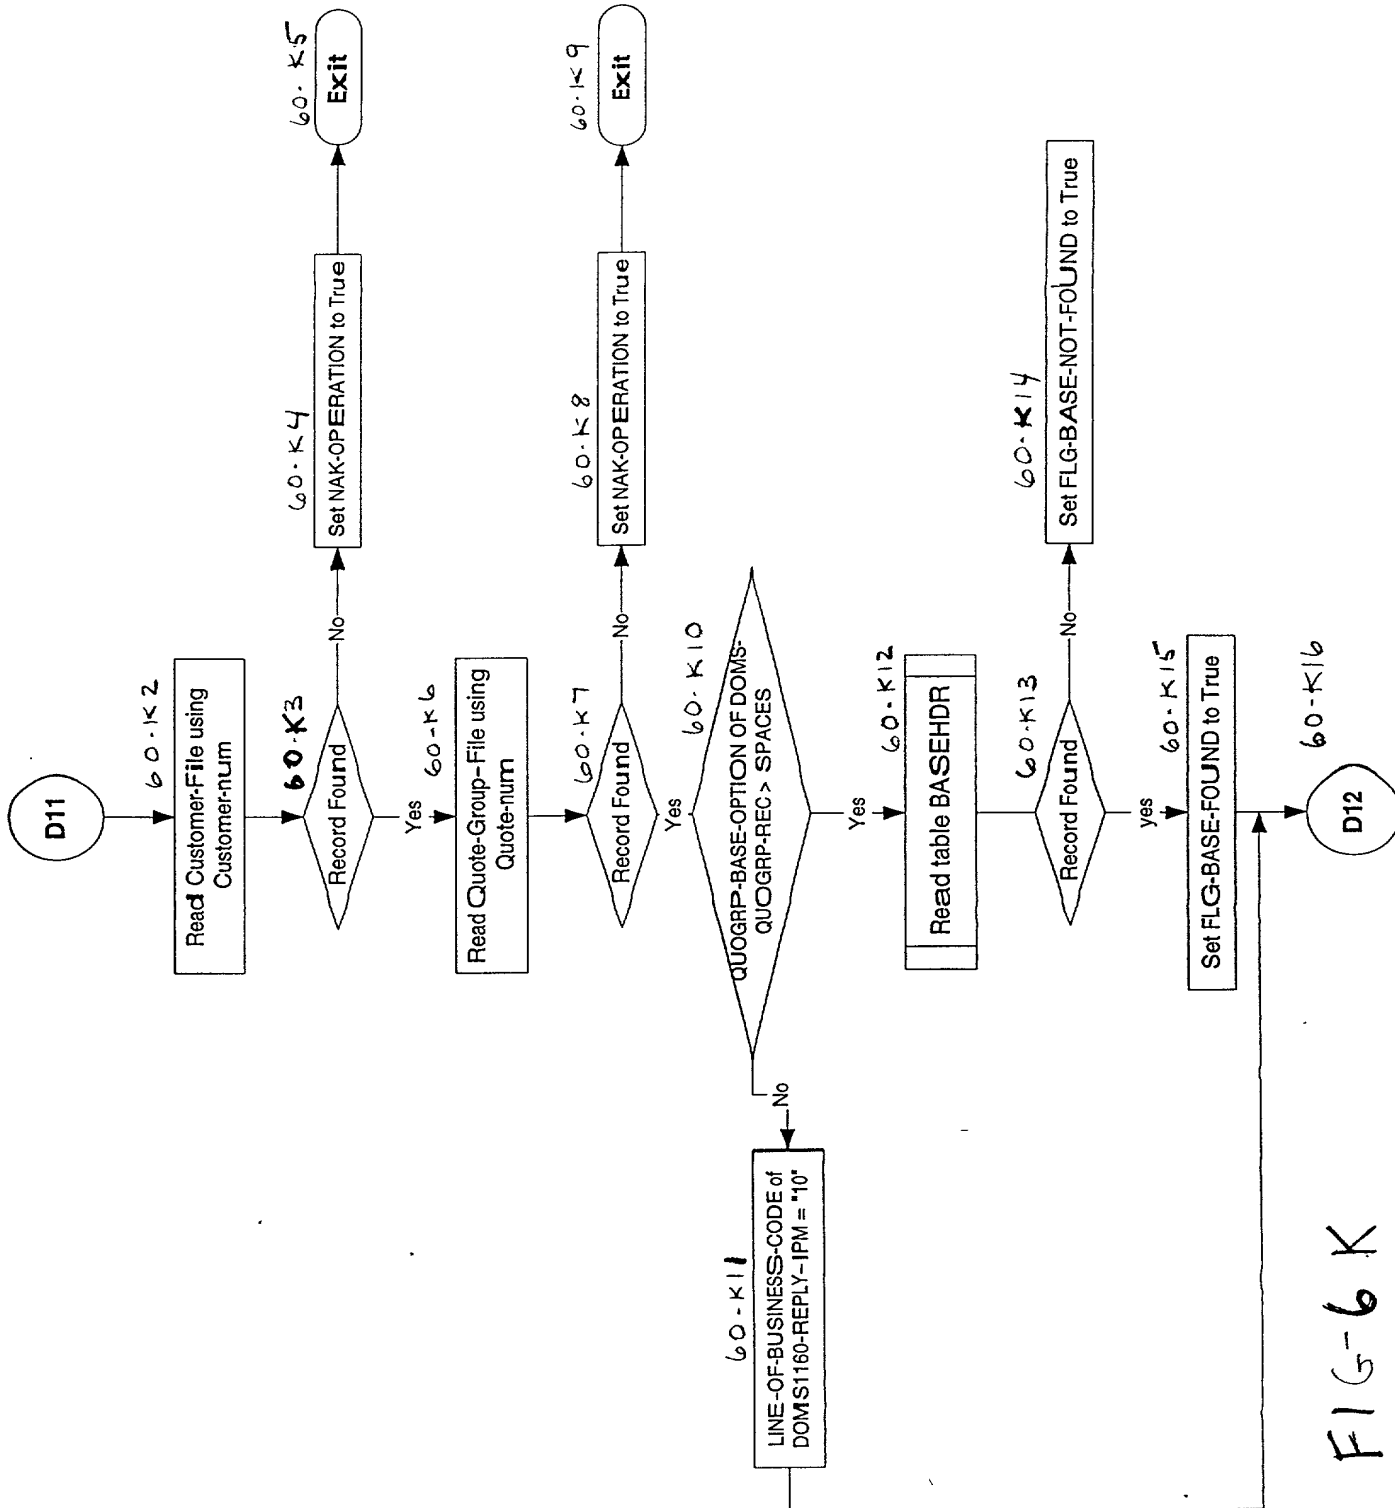 D11
60-K2
Read Customer-File using
Customer-num
60-K3
Record Found
No
60-K4
Set NAK-OPERATION to True
60-K5
Exit
Yes
60-K6
Read Quote-Group-File using
Quote-num
60-K7
Record Found
No
60-K8
Set NAK-OPERATION to True
60-K9
Exit
Yes
60-K10
QUOGRP-BASE-OPTION OF DOMS-
QUOGRP-REC > SPACES
No
60-K11
LINE-OF-BUSINESS-CODE of
DOMS1160-REPLY-IPM = "10"
Yes
60-K12
Read table BASEHDR
60-K13
Record Found
No
60-K14
Set FLG-BASE-NOT-FOUND to True
yes
60-K15
Set FLG-BASE-FOUND to True
60-K16
D12
FIG-6K